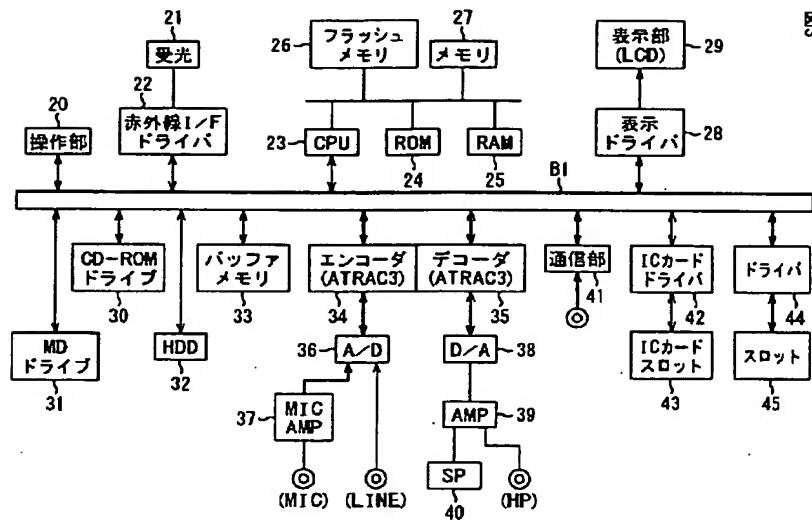 図5
21
受光
22
赤外線I/F
ドライバ
20
操作部
26
フラッシュ
メモリ
27
メモリ
23
CPU
ROM
24
RAM
25
表示部
(LCD)
29
表示
ドライバ
28
B1
CD-ROM
ドライブ
30
MD
ドライブ
31
HDD
32
バッファ
メモリ
33
エンコーダ
(ATRAC3)
34
デコーダ
(ATRAC3)
35
36
A/D
37
MIC
AMP
(MIC)
(LINE)
D/A
38
AMP
39
SP
40
(HP)
通信部
41
ICカード
ドライバ
42
ICカード
スロット
43
ドライバ
44
スロット
45